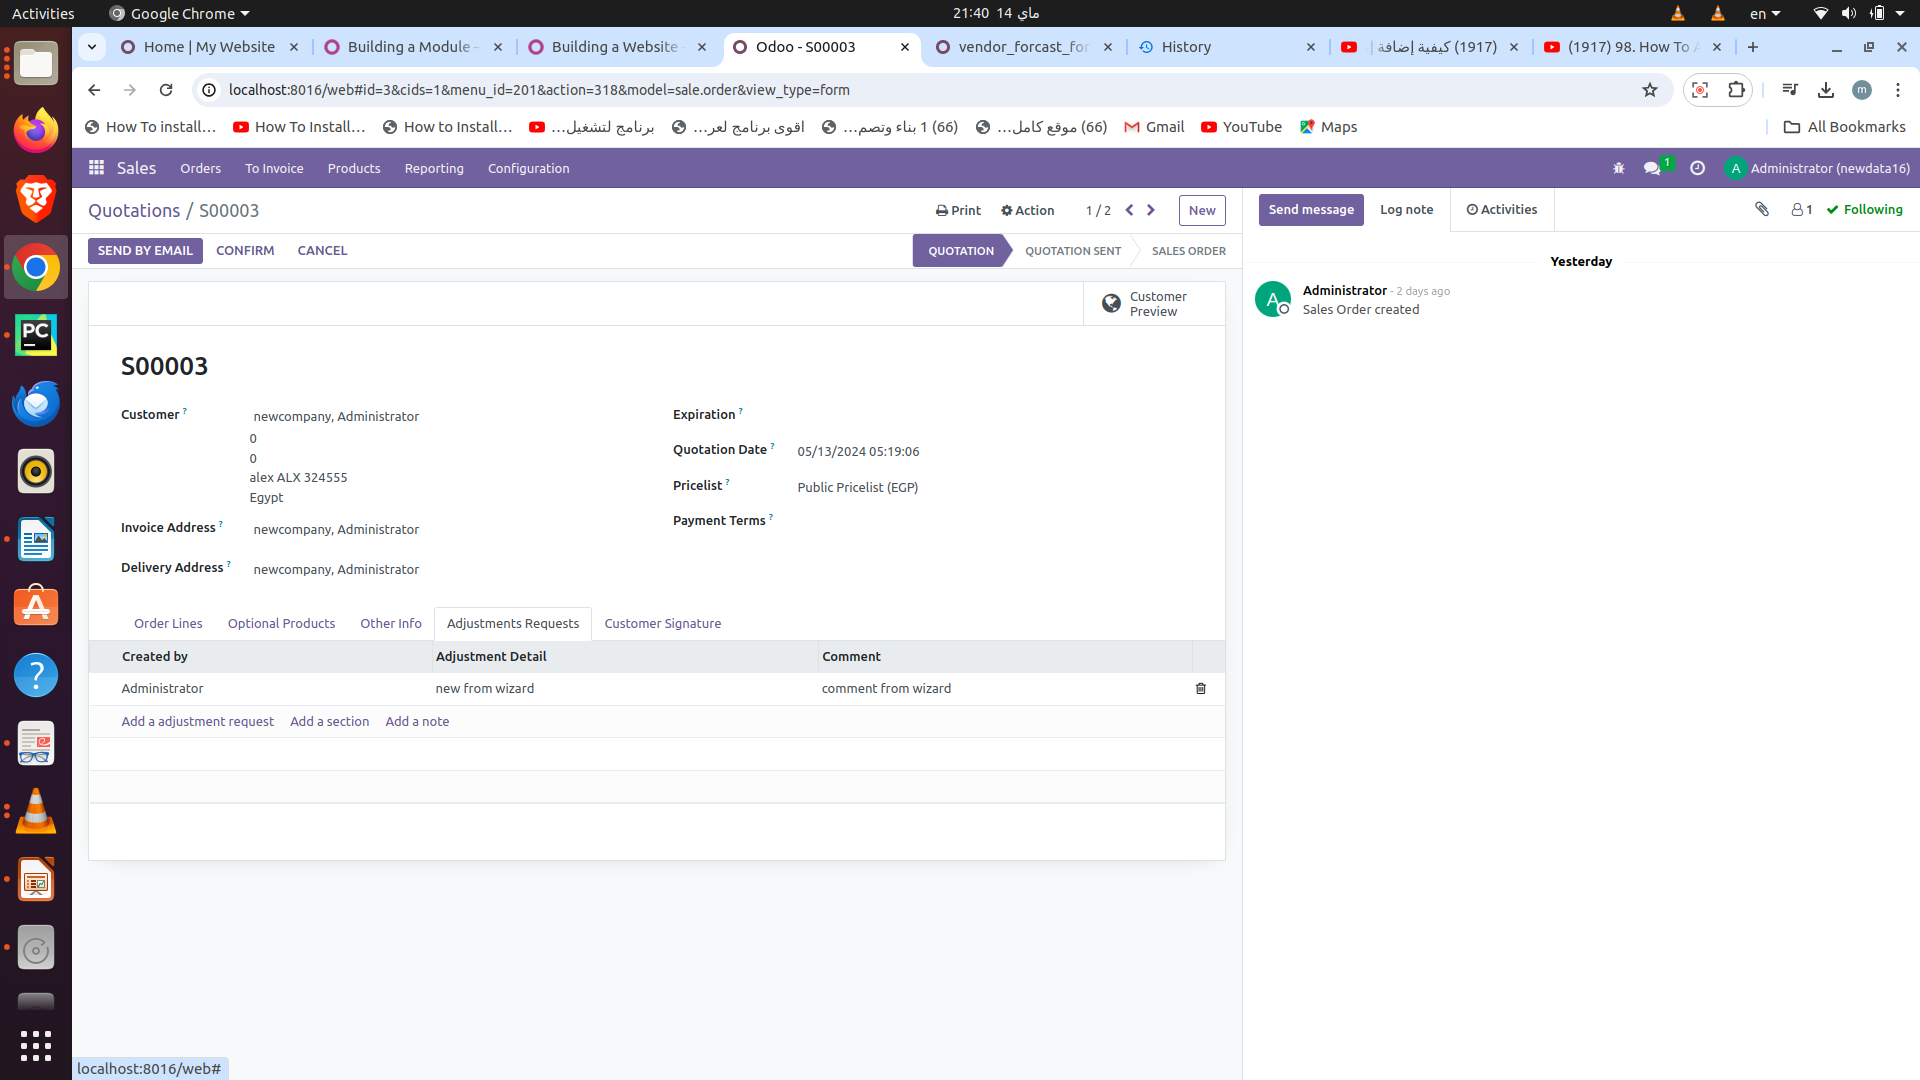 Activities
Google Chrome
21:40 14 ماي
en
Home | My Website
Building a Module -
Building a Website
Odoo - S00003
vendor_forcast_for
History
(1917) كيفية إضافة
(1917) 98. How To A
localhost:8016/web#id=3&cids=1&menu_id=201&action=318&model=sale.order&view_type=form
m
How To install...
How To Install...
How to Install...
برنامج لتشغيل...
اقوى برنامج لعر...
(66) 1 بناء وتصم...
(66) موقع كامل...
Gmail
YouTube
Maps
All Bookmarks
Sales
Orders
To Invoice
Products
Reporting
Configuration
1
A
Administrator (newdata16)
Quotations / S00003
Print
Action
1 / 2
New
Send message
Log note
Activities
1
Following
SEND BY EMAIL
CONFIRM
CANCEL
QUOTATION
QUOTATION SENT
SALES ORDER
Yesterday
Customer Preview
A
Administrator - 2 days ago
Sales Order created
S00003
Customer ?
newcompany, Administrator
0
0
alex ALX 324555
Egypt
Invoice Address ?
newcompany, Administrator
Delivery Address ?
newcompany, Administrator
Expiration ?
Quotation Date ?
05/13/2024 05:19:06
Pricelist ?
Public Pricelist (EGP)
Payment Terms ?
Order Lines
Optional Products
Other Info
Adjustments Requests
Customer Signature
Created by
Adjustment Detail
Comment
Administrator
new from wizard
comment from wizard
Add a adjustment request
Add a section
Add a note
PC
localhost:8016/web#